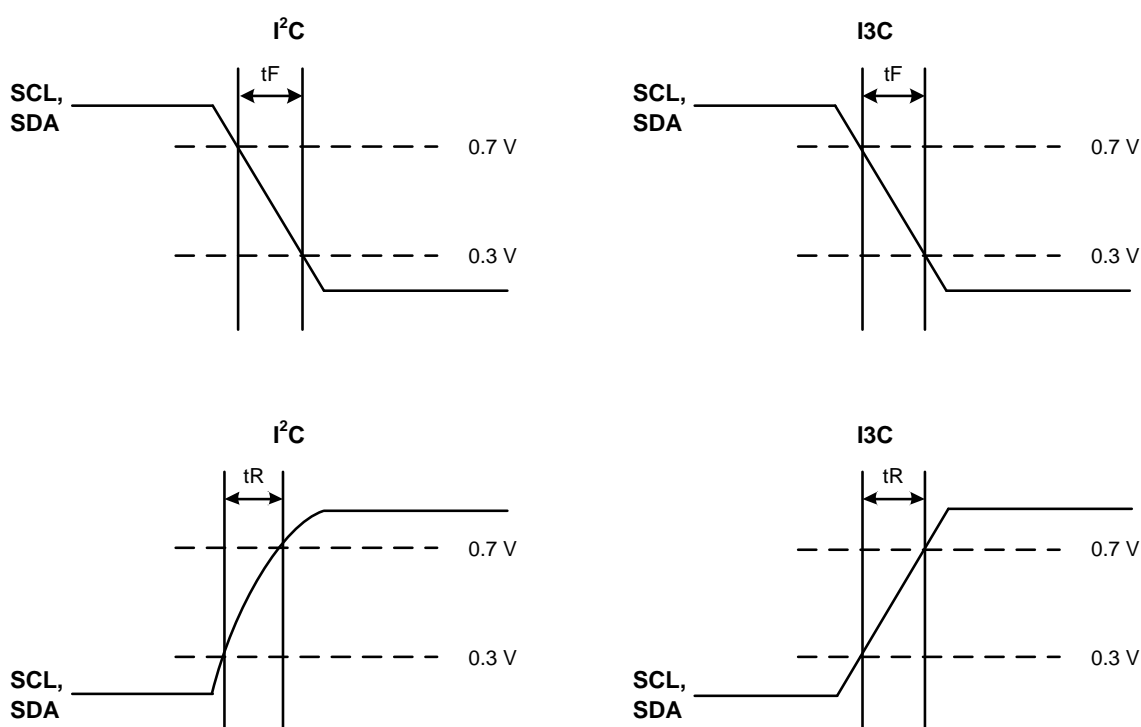 I²C
tF
SCL,
SDA
0.7 V
0.3 V
I3C
tF
SCL,
SDA
0.7 V
0.3 V
I²C
tR
0.7 V
0.3 V
SCL,
SDA
I3C
tR
0.7 V
0.3 V
SCL,
SDA